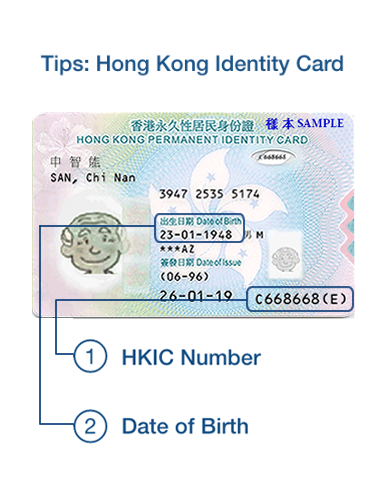 Tips: Hong Kong Identity Card
香港永久性居民身份證
樣本 SAMPLE
HONG KONG PERMANENT IDENTITY CARD
申智能
C668668
SAN, Chi Nan
3947 2535 5174
出生日期 Date of Birth
23-01-1948 男 M
***AZ
簽發日期 Date of Issue
(06-96)
26-01-19
C668668(E)
1 HKIC Number
2 Date of Birth